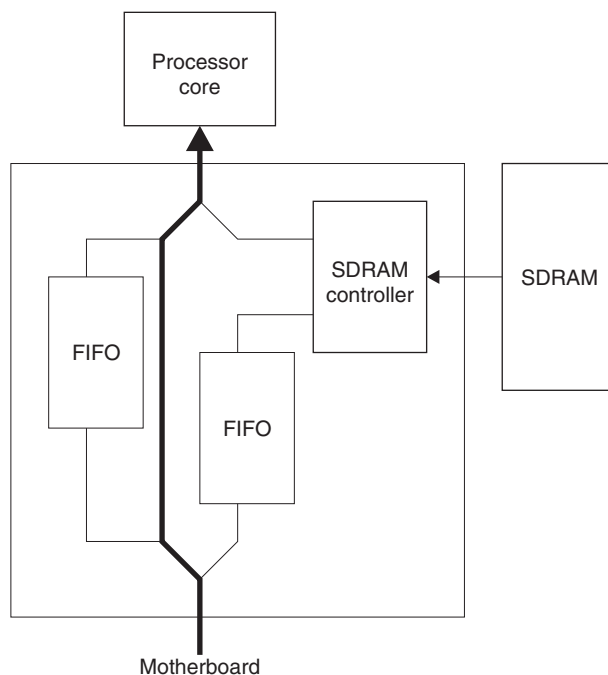 Processor
core
SDRAM
controller
SDRAM
FIFO
FIFO
Motherboard